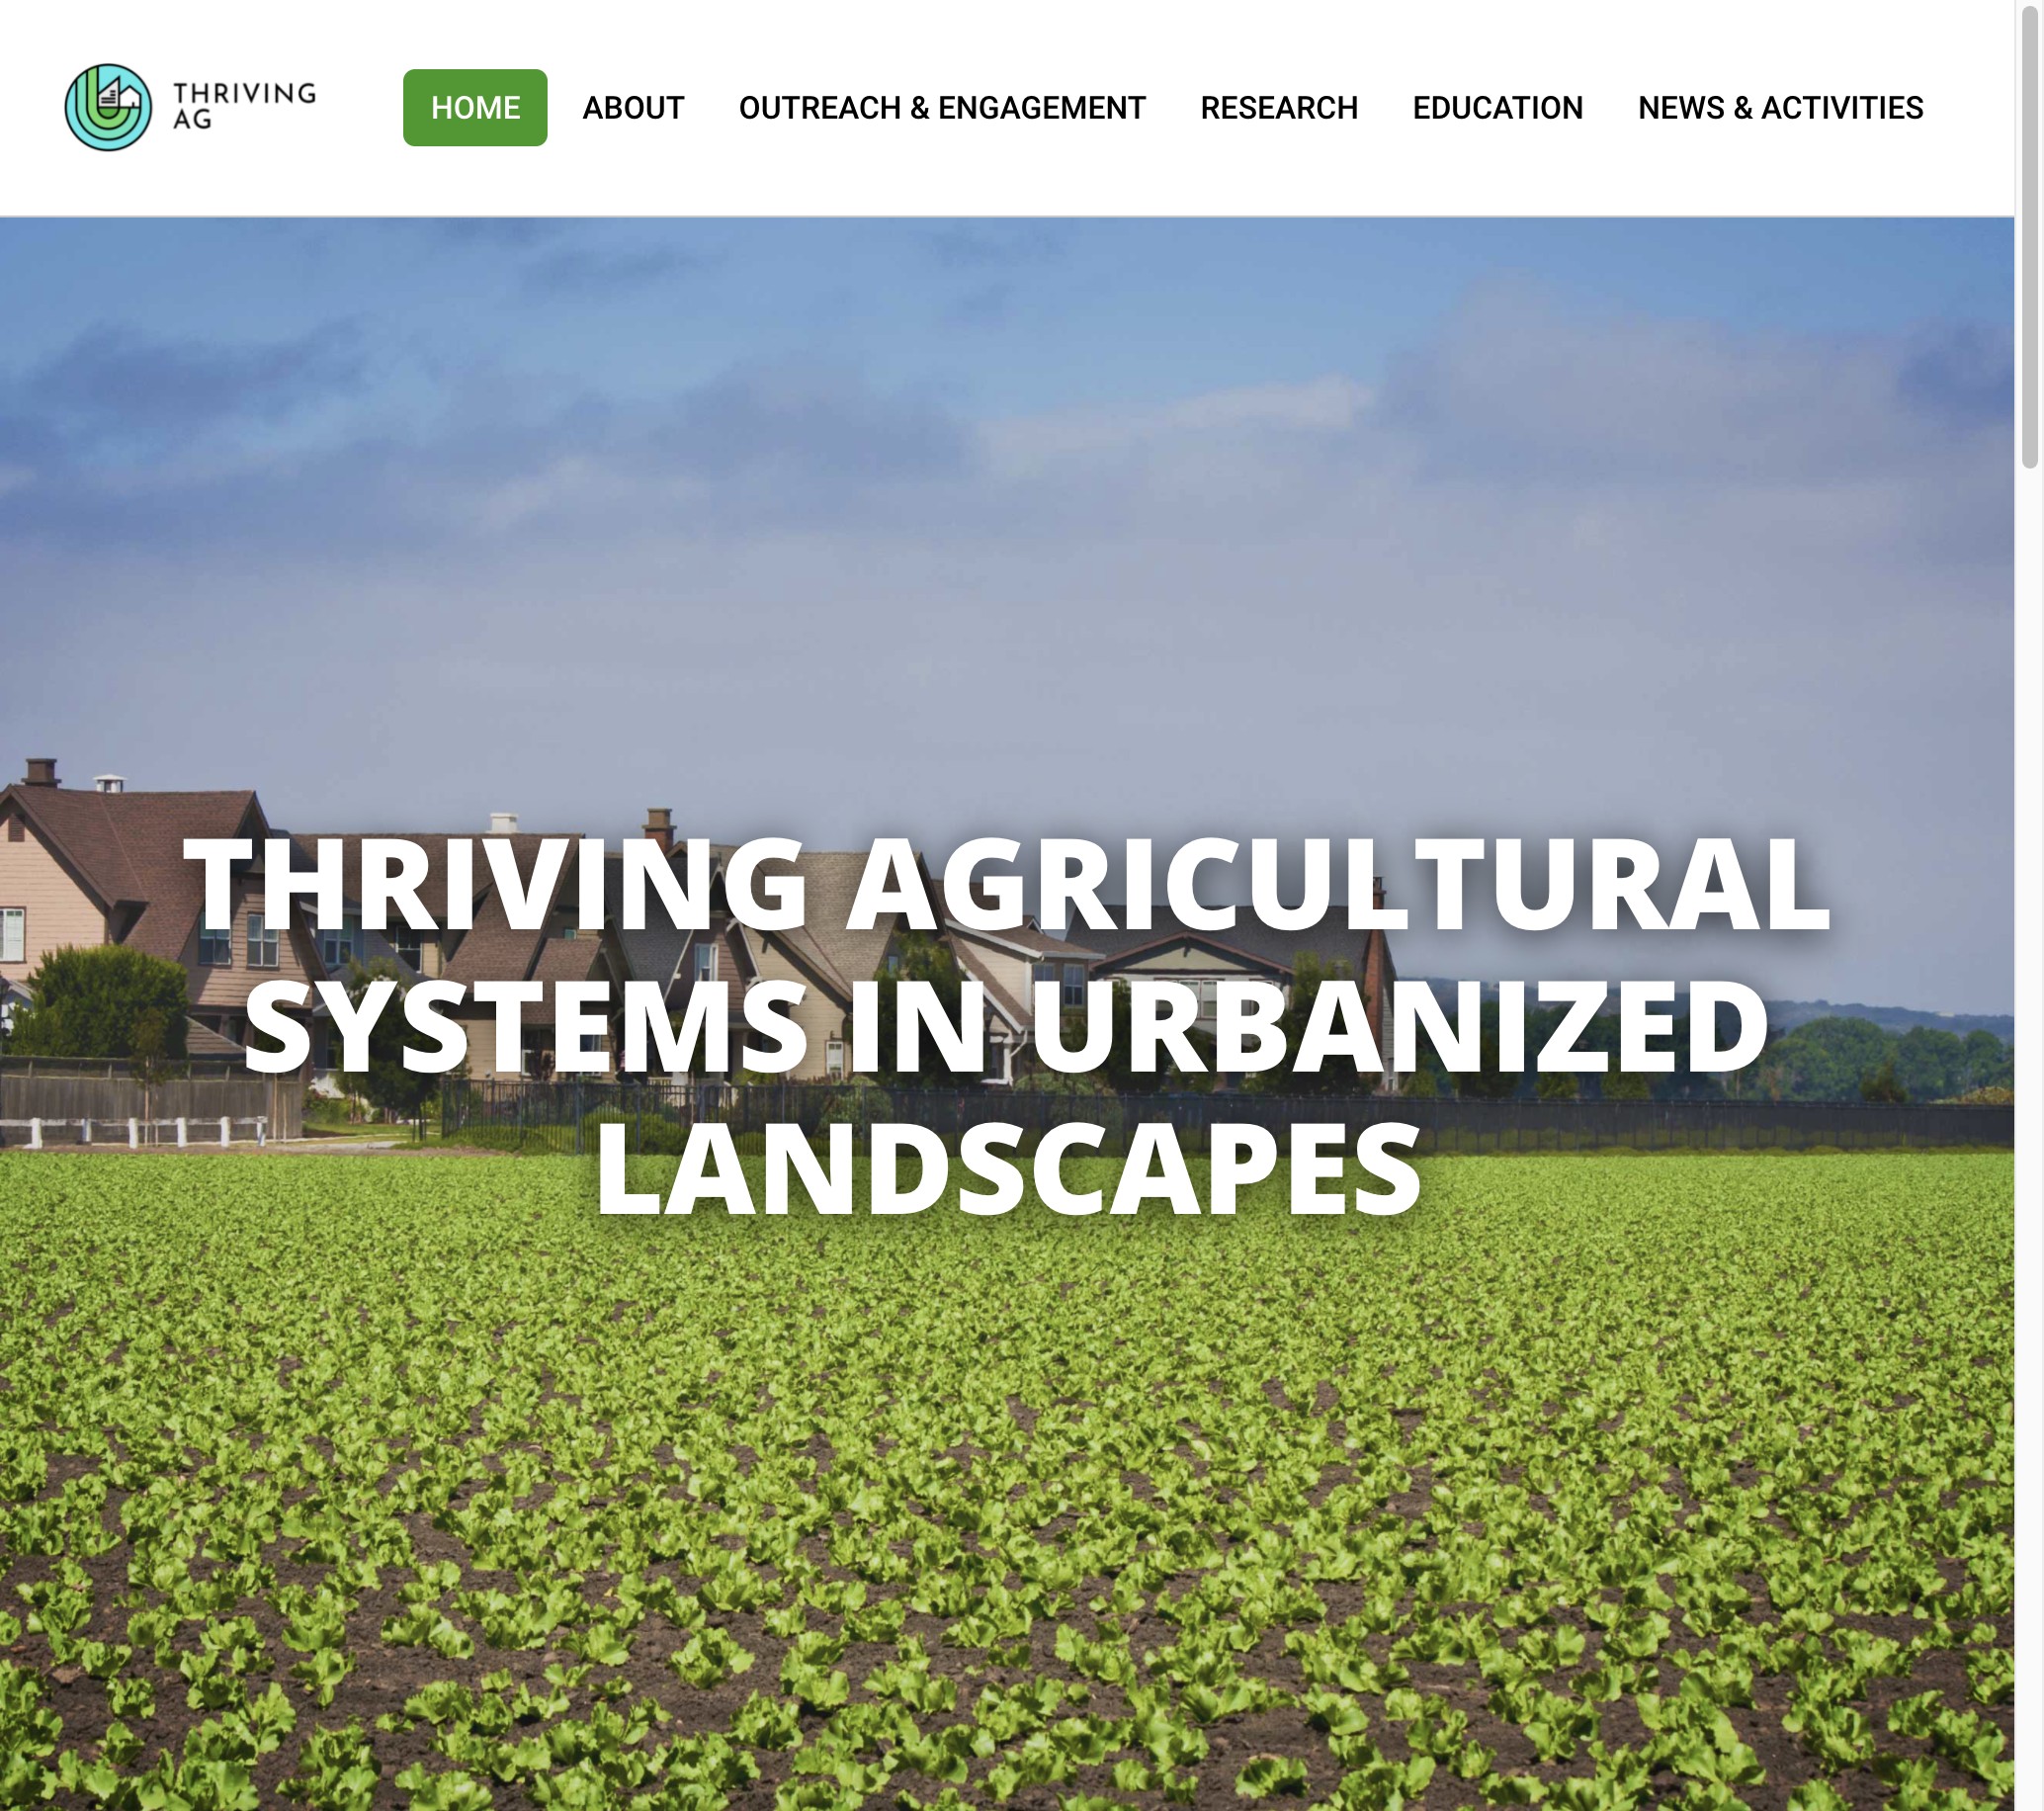 THRIVING
AG
HOME ABOUT OUTREACH & ENGAGEMENT RESEARCH EDUCATION NEWS & ACTIVITIES
THRIVING AGRICULTURAL
SYSTEMS IN URBANIZED
LANDSCAPES